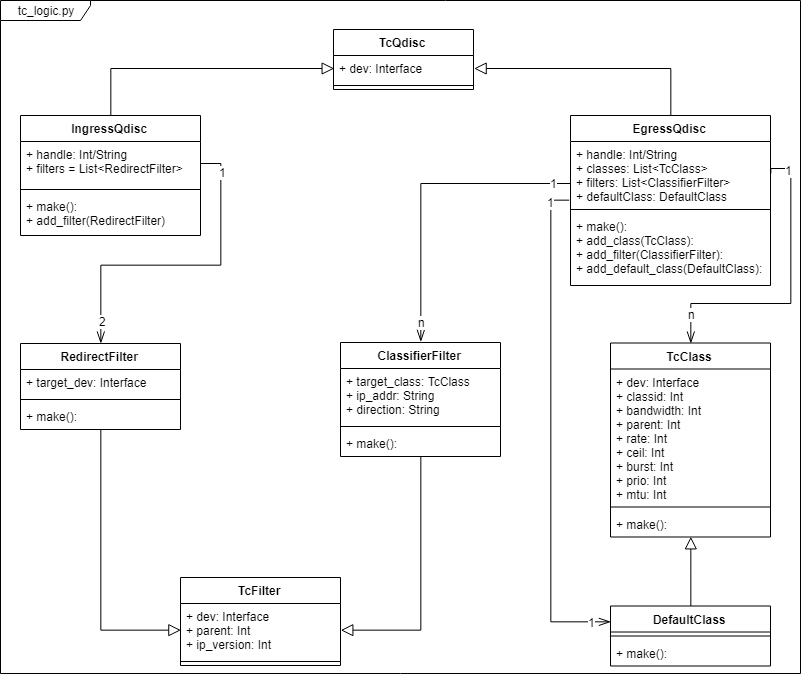 tc_logic.py
TcQdisc
+ dev: Interface
IngressQdisc
+ handle: Int/String
+ filters = List<RedirectFilter>
+ make():
+ add_filter(RedirectFilter)
EgressQdisc
+ handle: Int/String
+ classes: List<TcClass>
+ filters: List<ClassifierFilter>
+ defaultClass: DefaultClass
+ make():
+ add_class(TcClass):
+ add_filter(ClassifierFilter):
+ add_default_class(DefaultClass):
1
1
1
1
2
n
n
RedirectFilter
+ target_dev: Interface
+ make():
ClassifierFilter
+ target_class: TcClass
+ ip_addr: String
+ direction: String
+ make():
TcClass
+ dev: Interface
+ classid: Int
+ bandwidth: Int
+ parent: Int
+ rate: Int
+ ceil: Int
+ burst: Int
+ prio: Int
+ mtu: Int
+ make():
TcFilter
+ dev: Interface
+ parent: Int
+ ip_version: Int
1
DefaultClass
+ make():